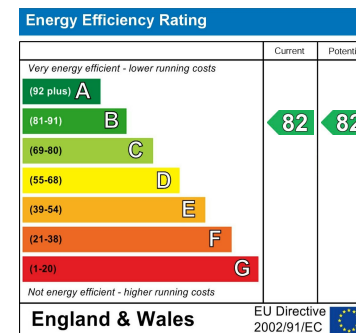 Energy Efficiency Rating
Current Potenti
Very energy efficient - lower running costs
(92 plus) A
(81-91) B 82 82
(69-80) C
(55-68) D
(39-54) E
(21-38) F
(1-20) G
Not energy efficient - higher running costs
England & Wales
EU Directive
2002/91/EC